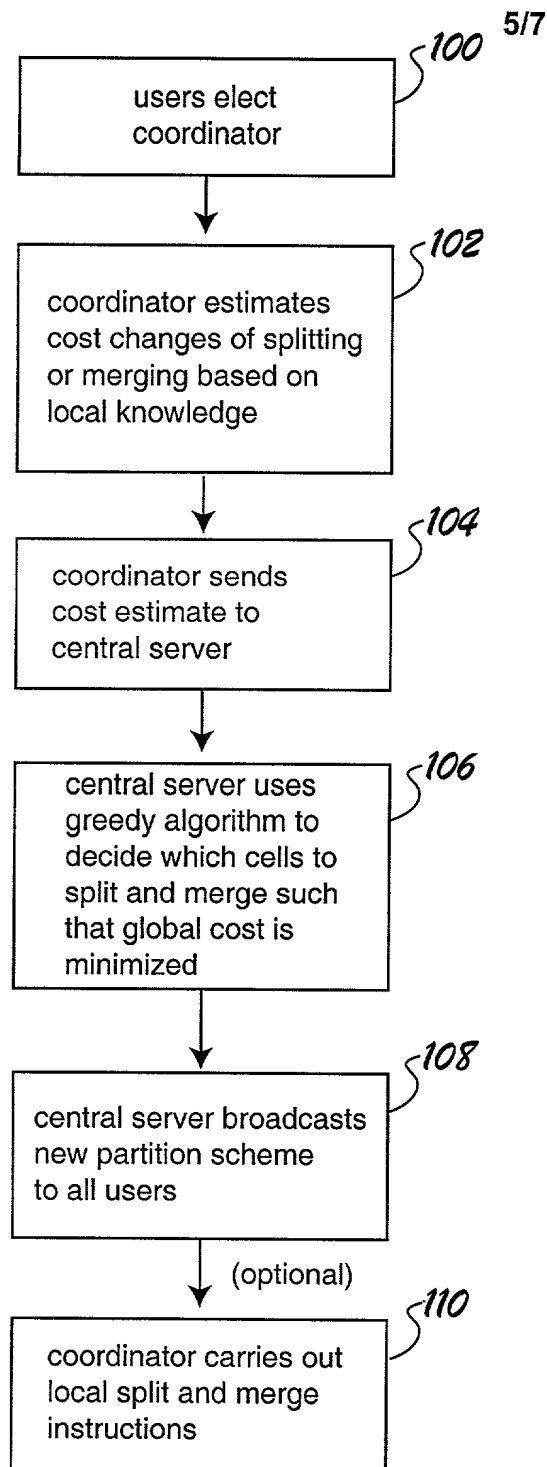 5/7
100
users elect
coordinator
102
coordinator estimates
cost changes of splitting
or merging based on
local knowledge
104
coordinator sends
cost estimate to
central server
106
central server uses
greedy algorithm to
decide which cells to
split and merge such
that global cost is
minimized
108
central server broadcasts
new partition scheme
to all users
(optional)
110
coordinator carries out
local split and merge
instructions